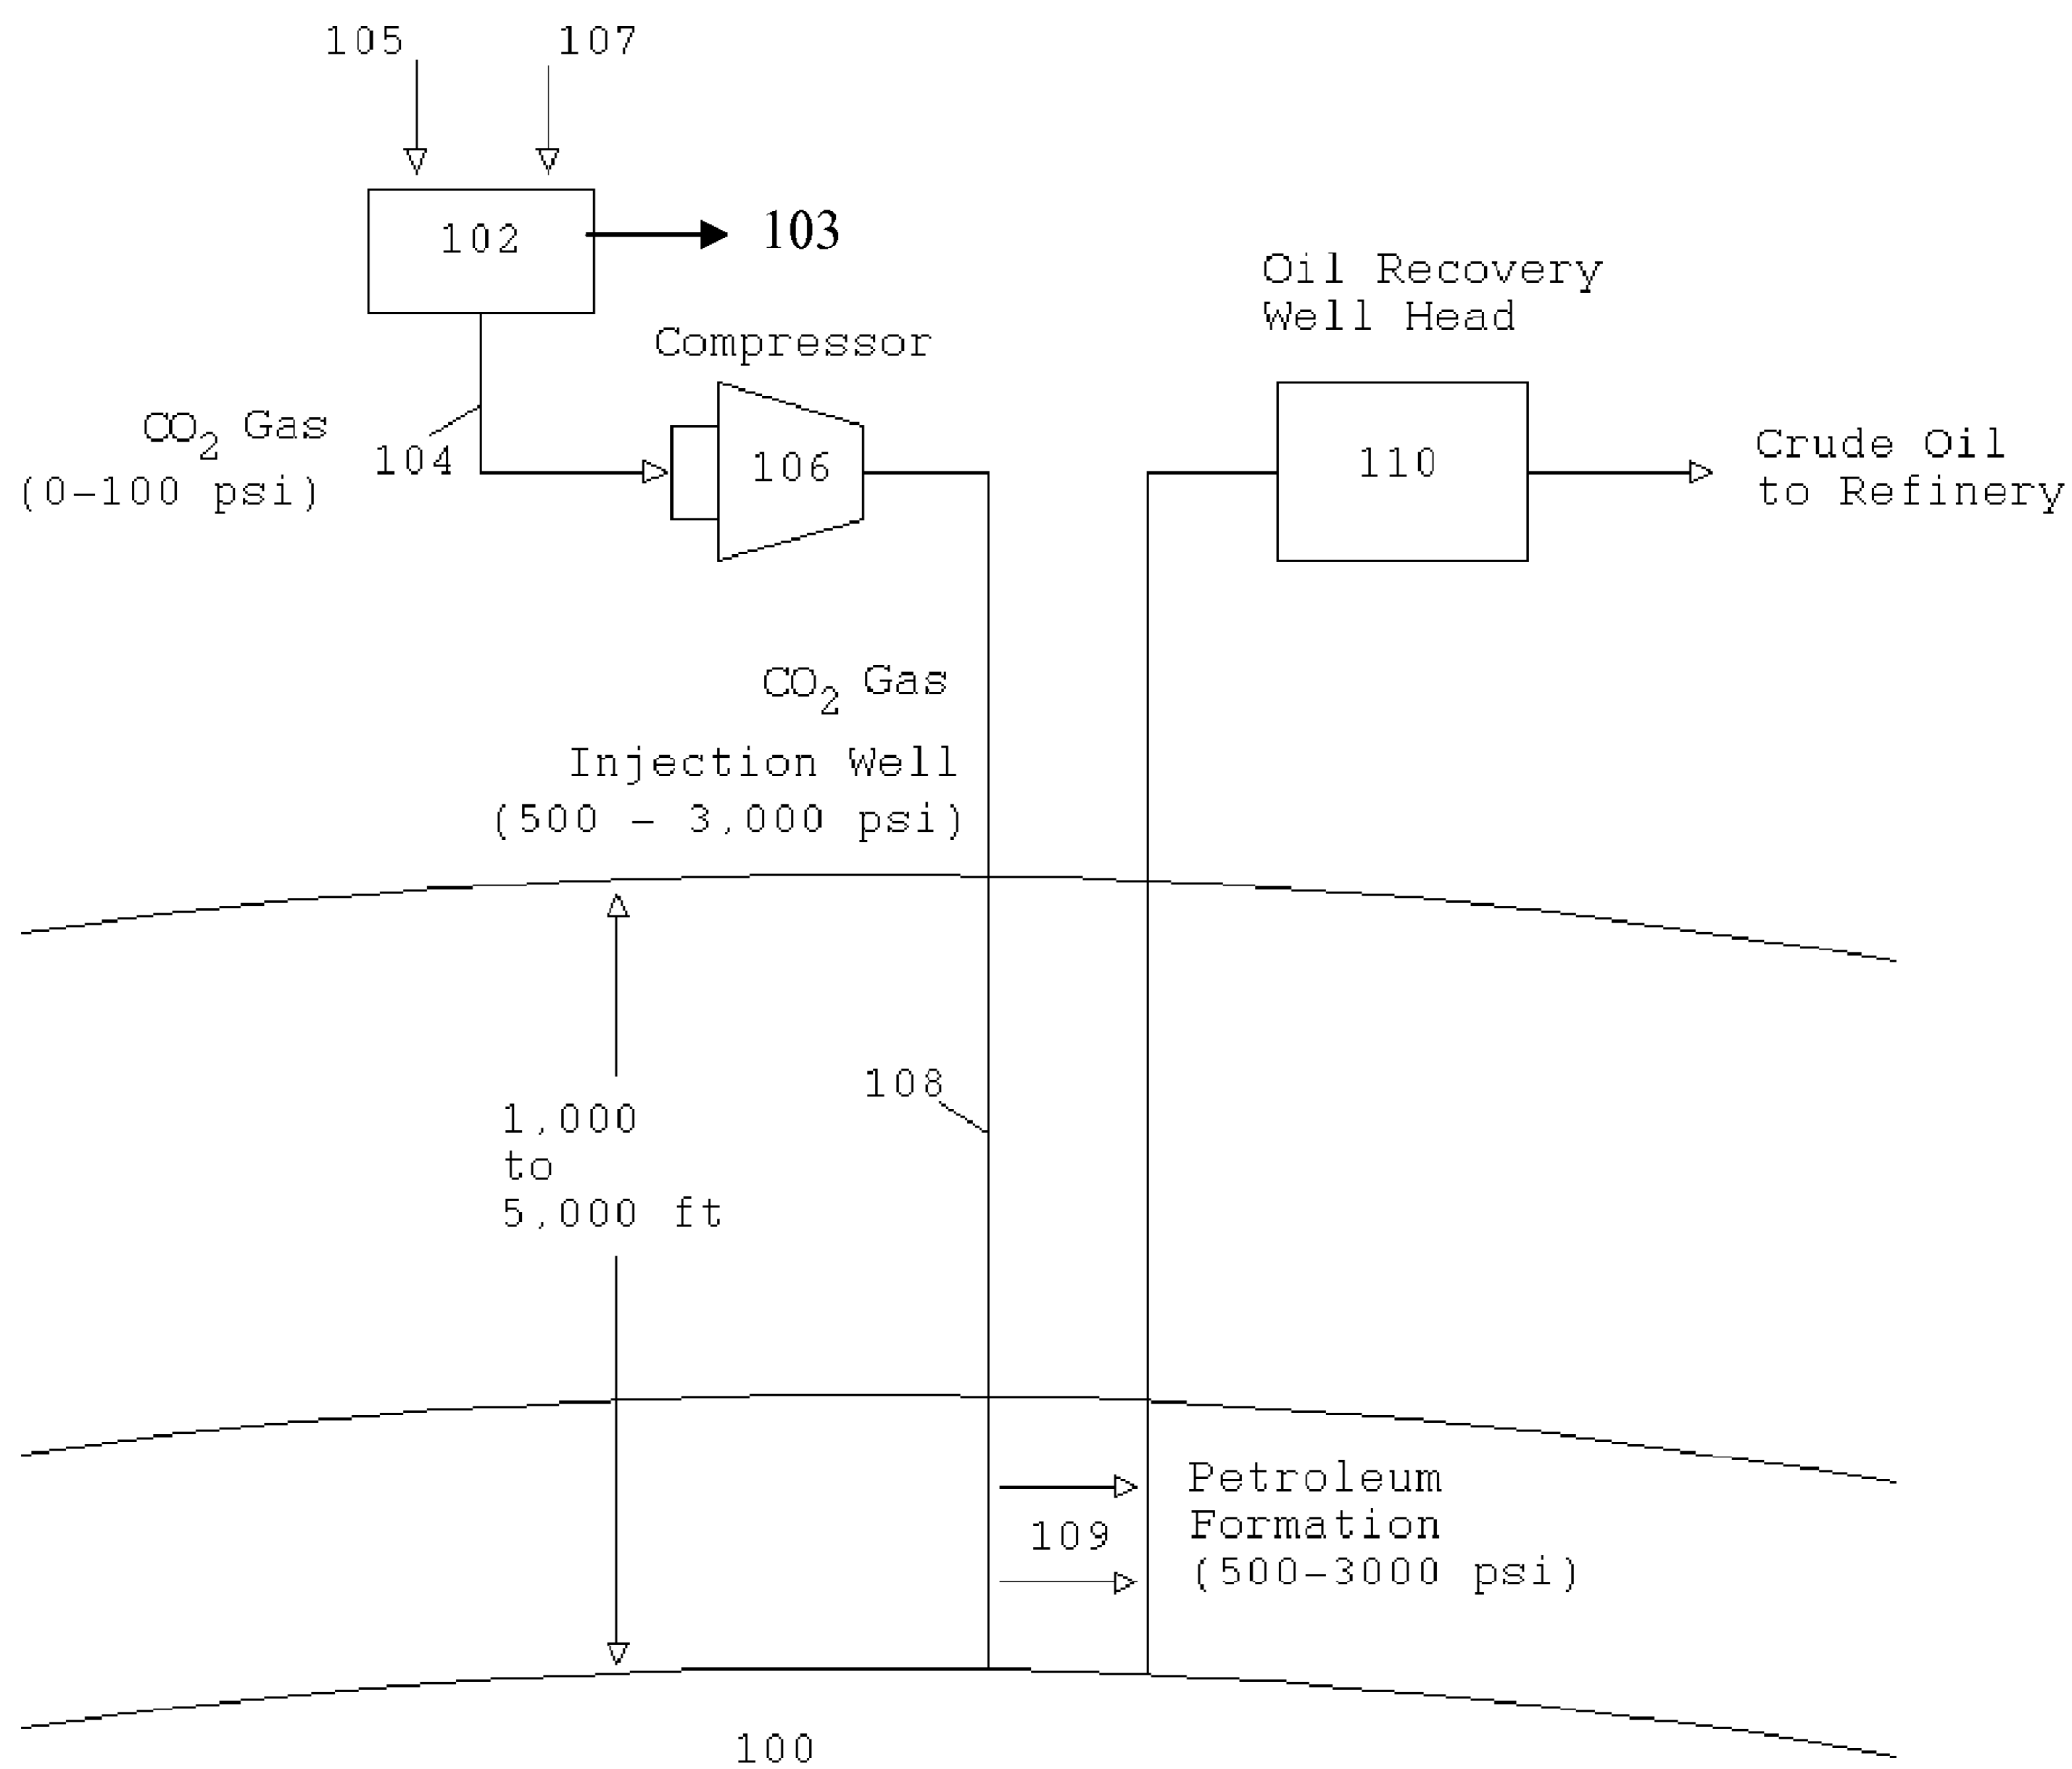 105
107
102
103
Oil Recovery
Well Head
Compressor
CO₂ Gas
(0-100 psi)
104
106
110
Crude Oil
to Refinery
CO₂ Gas
Injection Well
(500 - 3,000 psi)
108
1,000
to
5,000 ft
Petroleum
Formation
(500-3000 psi)
109
100